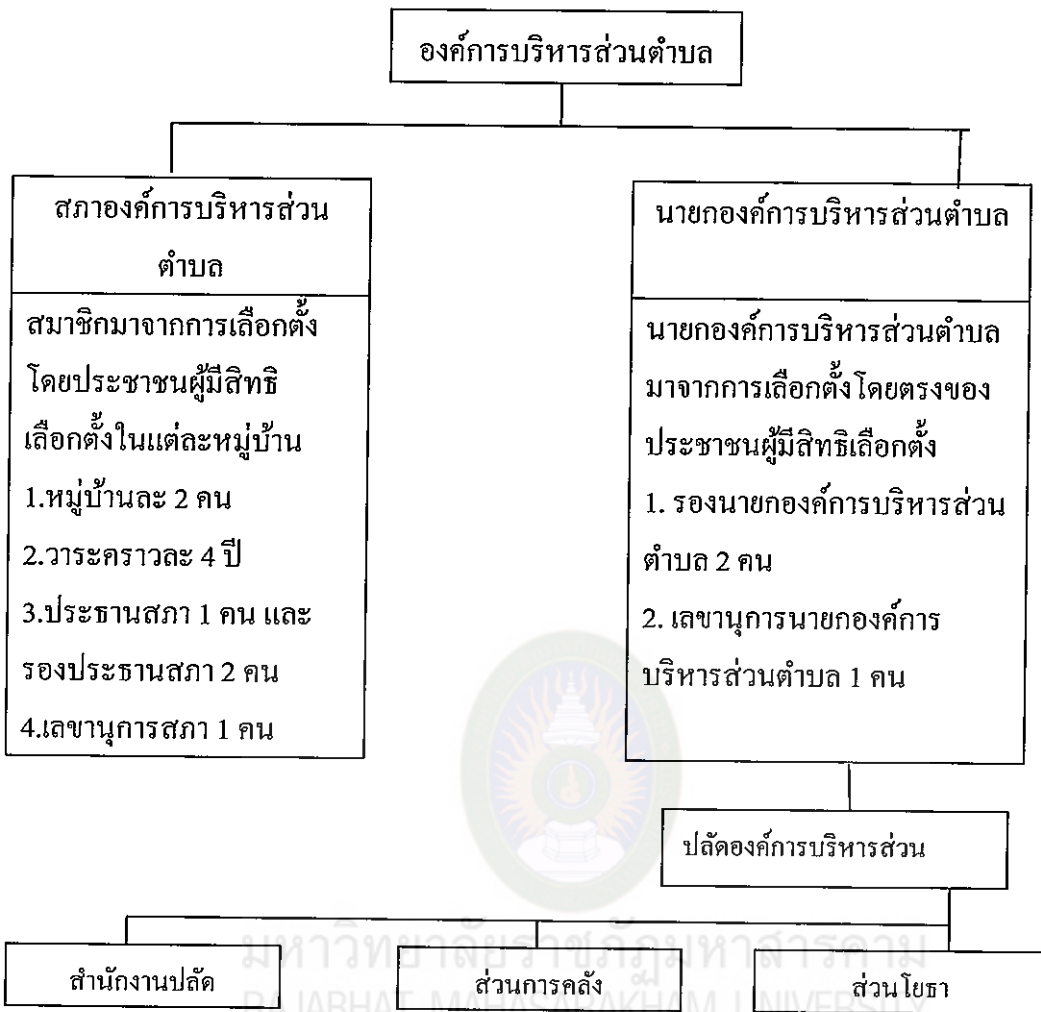 องค์การบริหารส่วนตำบล
สภาองค์การบริหารส่วน
ตำบล
สมาชิกมาจากการเลือกตั้ง
โดยประชาชนผู้มีสิทธิ
เลือกตั้งในแต่ละหมู่บ้าน
1.หมู่บ้านละ 2 คน
2.วาระคราวละ 4 ปี
3.ประธานสภา 1 คน และ
รองประธานสภา 2 คน
4.เลขานุการสภา 1 คน
นายกองค์การบริหารส่วนตำบล
นายกองค์การบริหารส่วนตำบล
มาจากการเลือกตั้งโดยตรงของ
ประชาชนผู้มีสิทธิเลือกตั้ง
1. รองนายกองค์การบริหารส่วน
ตำบล 2 คน
2. เลขานุการนายกองค์การ
บริหารส่วนตำบล 1 คน
ปลัดองค์การบริหารส่วน
มหาวิทยาลัยราชภัฏมหาสารคาม
สำนักงานปลัด
ส่วนการคลัง
ส่วนโยธา
RAJABHAT MAHASARAKHAM UNIVERSITY